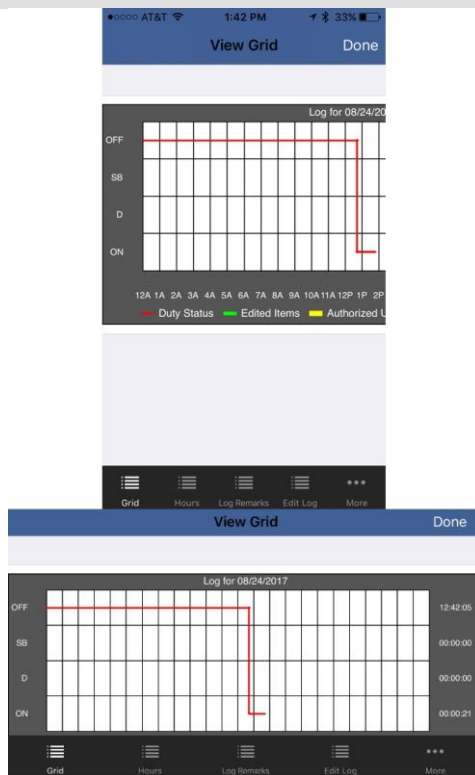 AT&T 1:42 PM 33%
View Grid Done
Log for 08/24/20
OFF
SB
D
ON
12A 1A 2A 3A 4A 5A 6A 7A 8A 9A 10A 11A 12P 1P 2P
Duty Status Edited Items Authorized U
Grid Hours Log Remarks Edit Log More
View Grid Done
Log for 08/24/2017
OFF 12:42:05
SB 00:00:00
D 00:00:00
ON 00:00:21
Grid Hours Log Remarks Edit Log More